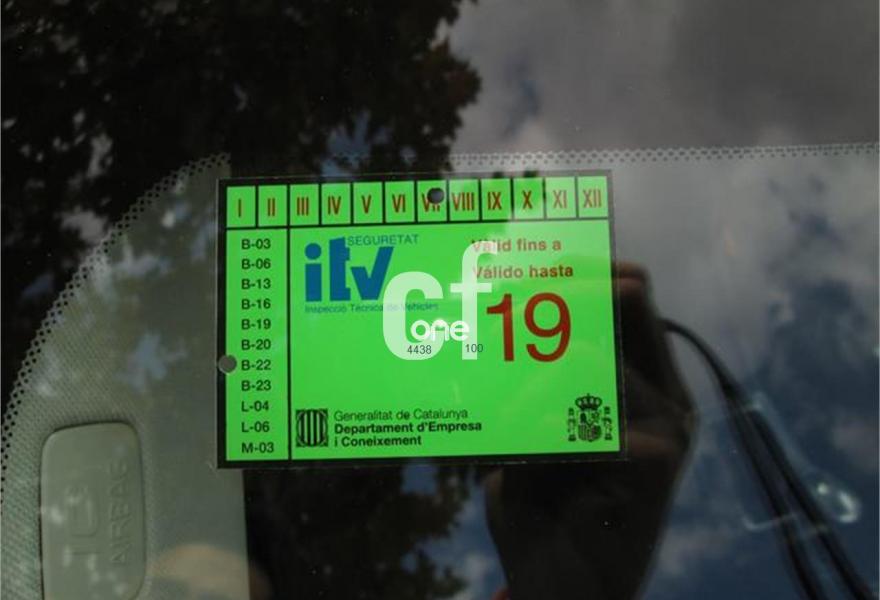 I II III IV V VI VII VIII IX X XI XII
B-03
B-06
B-13
B-16
B-19
B-20
B-22
B-23
L-04
L-06
M-03
SEGURETAT
itv
Inspecció Tècnica de Vehicles
Vàlid fins a
Válido hasta
19
cf
one
4438 100
Generalitat de Catalunya
Departament d'Empresa
i Coneixement
AIRBAG